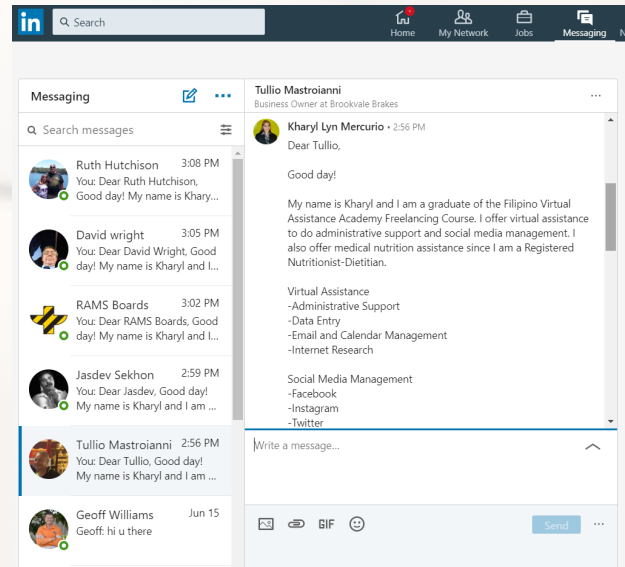 in
Search
Home
My Network
Jobs
Messaging
N
Messaging
Search messages
Ruth Hutchison 3:08 PM
You: Dear Ruth Hutchison,
Good day! My name is Khary...
David wright 3:05 PM
You: Dear David Wright, Good
day! My name is Kharyl and I...
RAMS Boards 3:02 PM
You: Dear RAMS Boards, Good
day! My name is Kharyl and I...
Jasdev Sekhon 2:59 PM
You: Dear Jasdev, Good day!
My name is Kharyl and I am ...
Tullio Mastroianni 2:56 PM
You: Dear Tullio, Good day!
My name is Kharyl and I am ...
Geoff Williams Jun 15
Geoff: hi u there
Tullio Mastroianni
Business Owner at Brookvale Brakes
Kharyl Lyn Mercurio • 2:56 PM
Dear Tullio,
Good day!
My name is Kharyl and I am a graduate of the Filipino Virtual
Assistance Academy Freelancing Course. I offer virtual assistance
to do administrative support and social media management. I
also offer medical nutrition assistance since I am a Registered
Nutritionist-Dietitian.
Virtual Assistance
-Administrative Support
-Data Entry
-Email and Calendar Management
-Internet Research
Social Media Management
-Facebook
-Instagram
-Twitter
Write a message...
GIF
Send